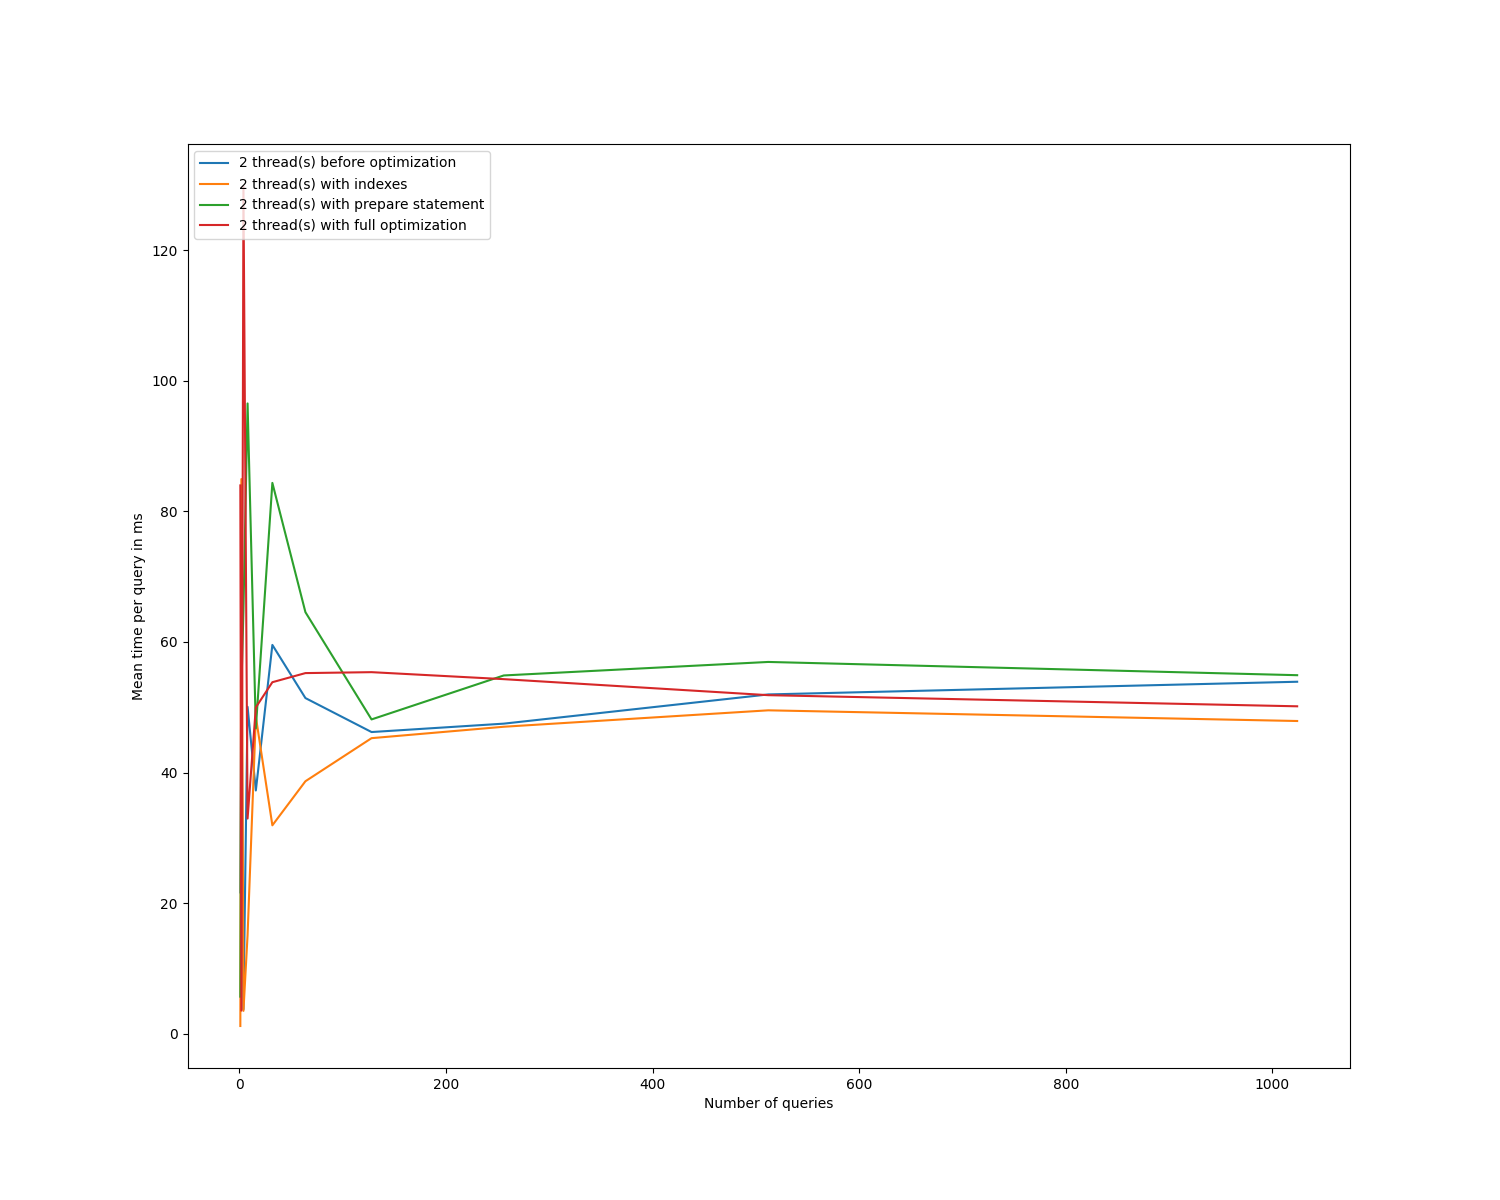 2 thread(s) before optimization
2 thread(s) with indexes
2 thread(s) with prepare statement
2 thread(s) with full optimization
120
100
80
60
40
20
0
Mean time per query in ms
0 200 400 600 800 1000
Number of queries